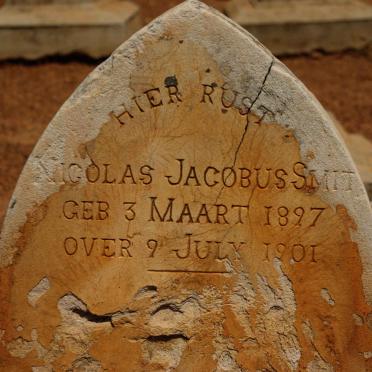 HIER RUST
NICOLAS JACOBUS SMIT
GEB 3 MAART 1897
OVER 9 JULY 1901